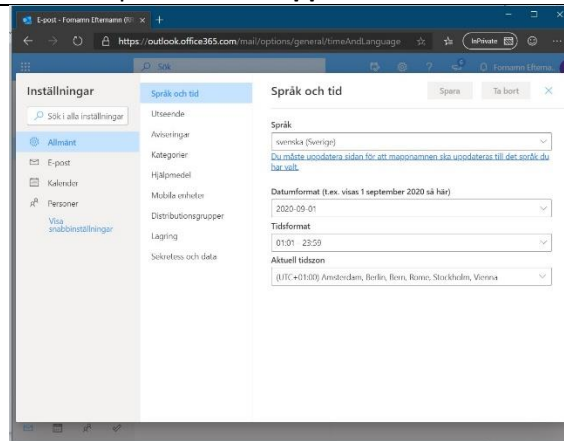 E-post - Fornamn Efternamn
https://outlook.office365.com/mail/options/general/timeAndLanguage
InPrivate
Sök
Fornamn Efterna...
Inställningar
Sök i alla inställningar
Allmänt
E-post
Kalender
Personer
Visa
snabbinställningar
Språk och tid
Utseende
Aviseringar
Kategorier
Hjälpmedel
Mobila enheter
Distributionsgrupper
Lagring
Sekretess och data
Språk och tid
Spara
Ta bort
Språk
svenska (Sverige)
Du måste uppdatera sidan för att mappnamnen ska uppdateras till det språk du
har valt.
Datumformat (t.ex. visas 1 september 2020 så här)
2020-09-01
Tidsformat
01:01 - 23:59
Aktuell tidszon
(UTC+01:00) Amsterdam, Berlin, Bern, Rome, Stockholm, Vienna